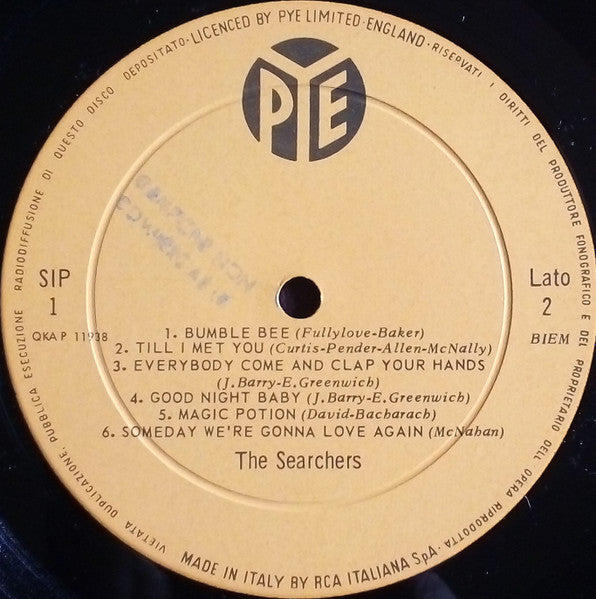 VIETATA DUPLICAZIONE, PUBBLICA ESECUZIONE RADIODIFFUSIONE DI QUESTO DISCO DEPOSITATO·LICENCED BY PYE LIMITED·ENGLAND·RISERVATI I DIRITTI DEL PRODUTTORE FONOGRAFICO E DEL PROPRIETARIO DELL'OPERA RIPRODOTTA·
PYE
CAMPIONE NON
COMMERCIABILE
SIP
1
QKAP 11938
Lato
2
BIEM
1. BUMBLE BEE (Fullylove-Baker)
2. TILL I MET YOU (Curtis-Pender-Allen-McNally)
3. EVERYBODY COME AND CLAP YOUR HANDS
(J.Barry-E.Greenwich)
4. GOOD NIGHT BABY (J.Barry-E.Greenwich)
5. MAGIC POTION (David-Bacharach)
6. SOMEDAY WE'RE GONNA LOVE AGAIN (McNahan)
The Searchers
MADE IN ITALY BY RCA ITALIANA SpA·